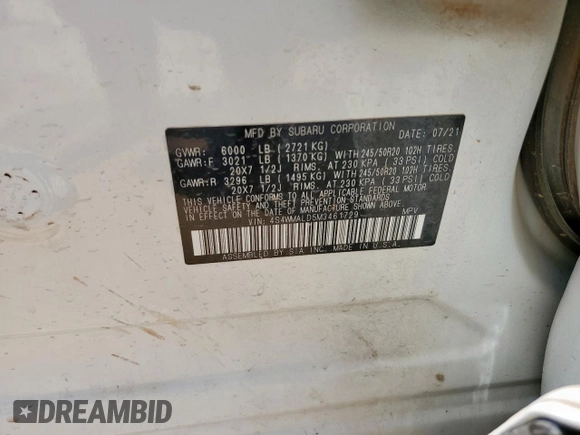 MFD BY SUBARU CORPORATION DATE: 07/21
GVWR: 6000 LB (2721 KG)
GAWR:F 3021 LB (1370 KG) WITH 245/50R20 102H TIRES,
20X7 1/2J RIMS, AT 230 KPA (33 PSI) COLD
GAWR:R 3296 LB (1495 KG) WITH 245/50R20 102H TIRES,
20X7 1/2J RIMS, AT 230 KPA (33 PSI) COLD
THIS VEHICLE CONFORMS TO ALL APPLICABLE FEDERAL MOTOR
VEHICLE SAFETY AND THEFT PREVENTION STANDARDS
IN EFFECT ON THE DATE OF MANUFACTURE SHOWN ABOVE.
VIN: 4S4WMALD5M3461729 MPV
ASSEMBLED BY SIA INC. MADE IN U.S.A.
DREAMBID